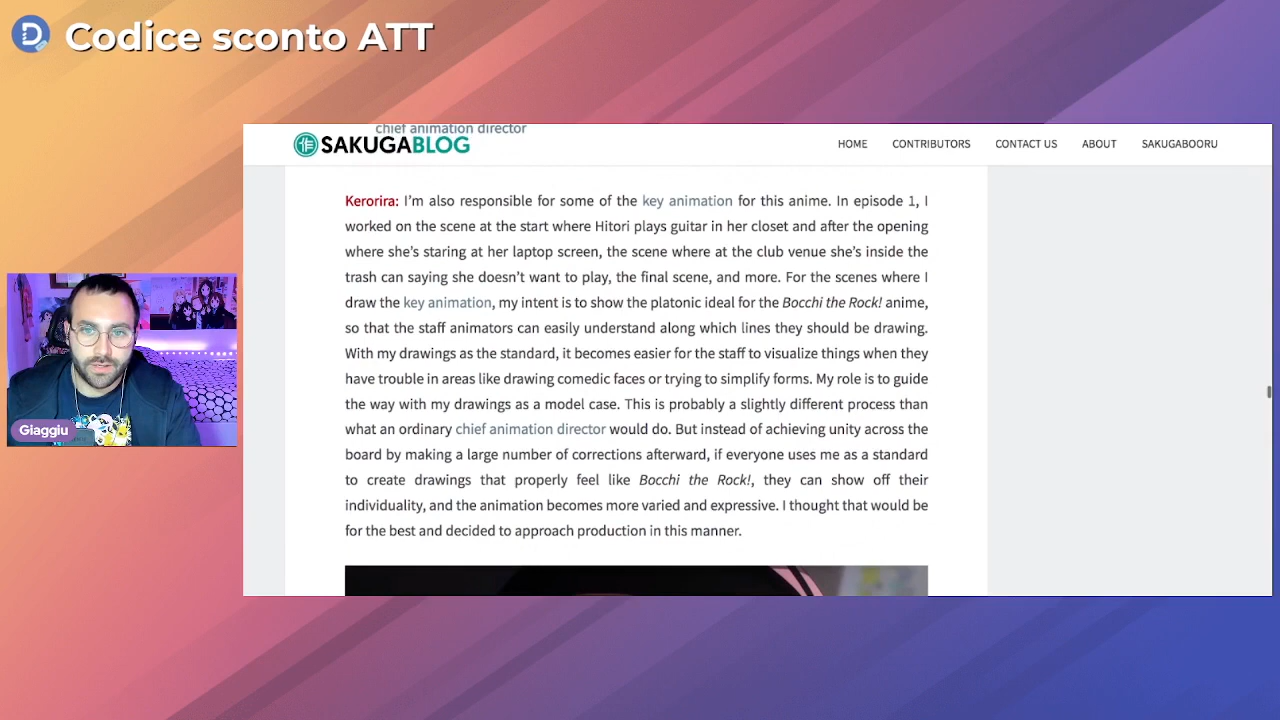 Codice sconto ATT
chief animation director
SAKUGABLOG
HOME CONTRIBUTORS CONTACT US ABOUT SAKUGABOORU
Kerorira: I’m also responsible for some of the key animation for this anime. In episode 1, I
worked on the scene at the start where Hitori plays guitar in her closet and after the opening
where she’s staring at her laptop screen, the scene where at the club venue she’s inside the
trash can saying she doesn’t want to play, the final scene, and more. For the scenes where I
draw the key animation, my intent is to show the platonic ideal for the Bocchi the Rock! anime,
so that the staff animators can easily understand along which lines they should be drawing.
With my drawings as the standard, it becomes easier for the staff to visualize things when they
have trouble in areas like drawing comedic faces or trying to simplify forms. My role is to guide
the way with my drawings as a model case. This is probably a slightly different process than
what an ordinary chief animation director would do. But instead of achieving unity across the
board by making a large number of corrections afterward, if everyone uses me as a standard
to create drawings that properly feel like Bocchi the Rock!, they can show off their
individuality, and the animation becomes more varied and expressive. I thought that would be
for the best and decided to approach production in this manner.
Giaggiu